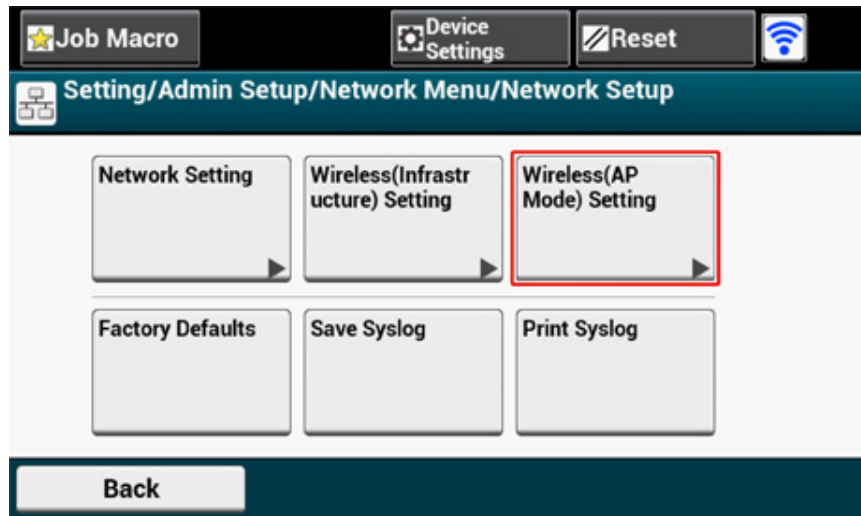 Job Macro
Device
Settings
Reset
Setting/Admin Setup/Network Menu/Network Setup
Network Setting
Wireless(Infrastr
ucture) Setting
Wireless(AP
Mode) Setting
Factory Defaults
Save Syslog
Print Syslog
Back